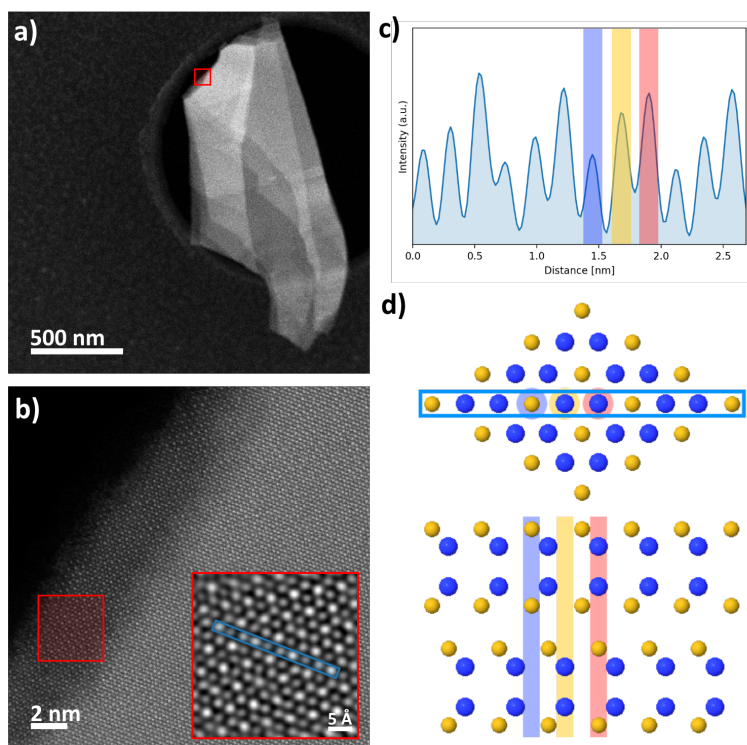 a)
500 nm
b)
2 nm
5 Å
c)
Intensity (a.u.)
0.0 0.5 1.0 1.5 2.0 2.5
Distance [nm]
d)